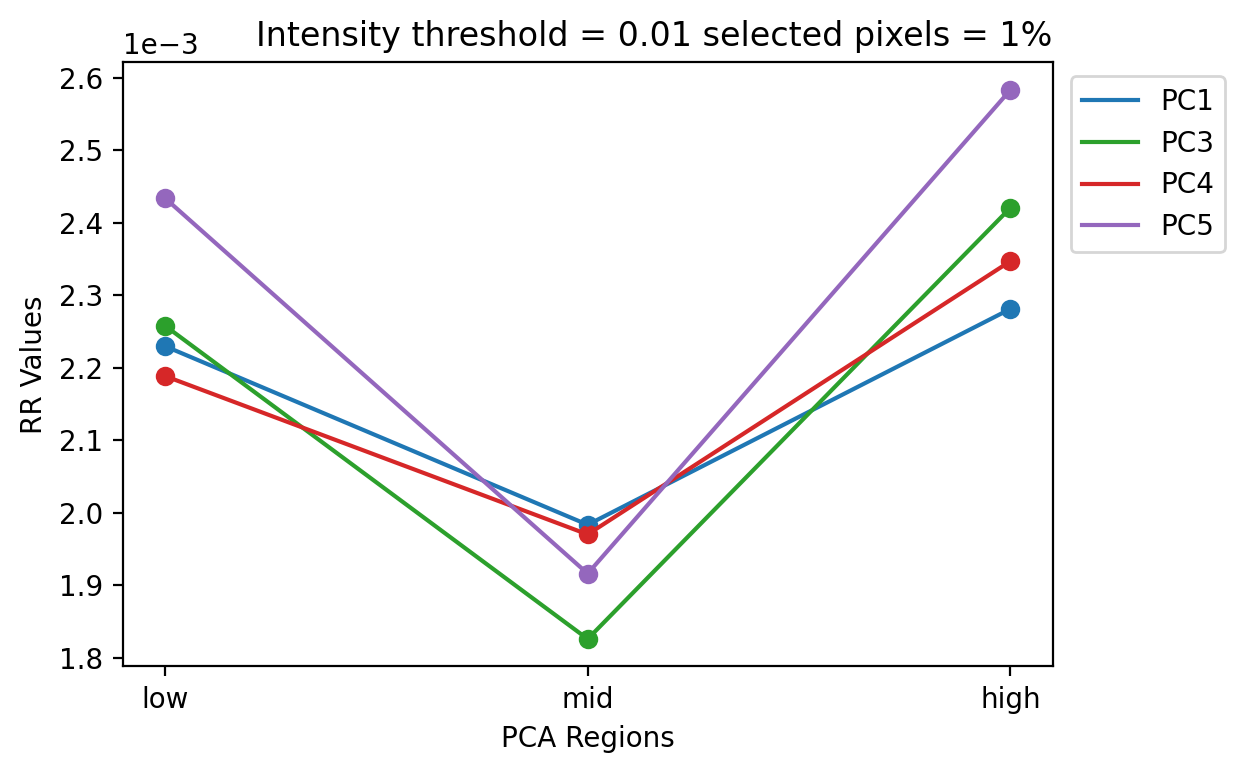 Intensity threshold = 0.01 selected pixels = 1%
1e−3
2.6
2.5
2.4
2.3
2.2
2.1
2.0
1.9
1.8
RR Values
low
mid
high
PCA Regions
PC1
PC3
PC4
PC5